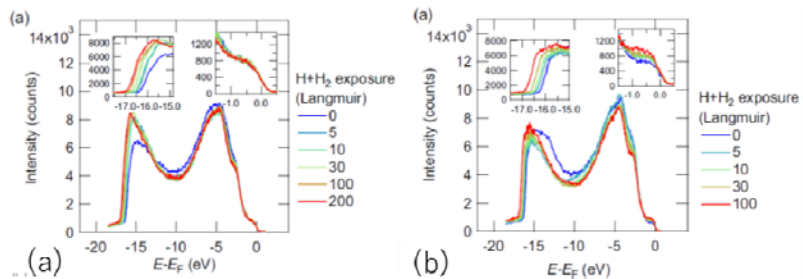 (a)
14x10³
12
10
8
6
4
2
0
Intensity (counts)
8000
6000
4000
2000
0
-17.0 -16.0 -15.0
1200
800
400
0
-1.0 0.0
H+H₂ exposure
(Langmuir)
0
5
10
30
100
200
-20 -15 -10 -5 0
E-E_F (eV)
(a)
(a)
14x10³
12
10
8
6
4
2
0
Intensity (counts)
8000
6000
4000
2000
0
-17.0 -16.0 -15.0
1200
800
400
0
-1.0 0.0
H+H₂ exposure
(Langmuir)
0
5
10
30
100
-20 -15 -10 -5 0
E-E_F (eV)
(b)